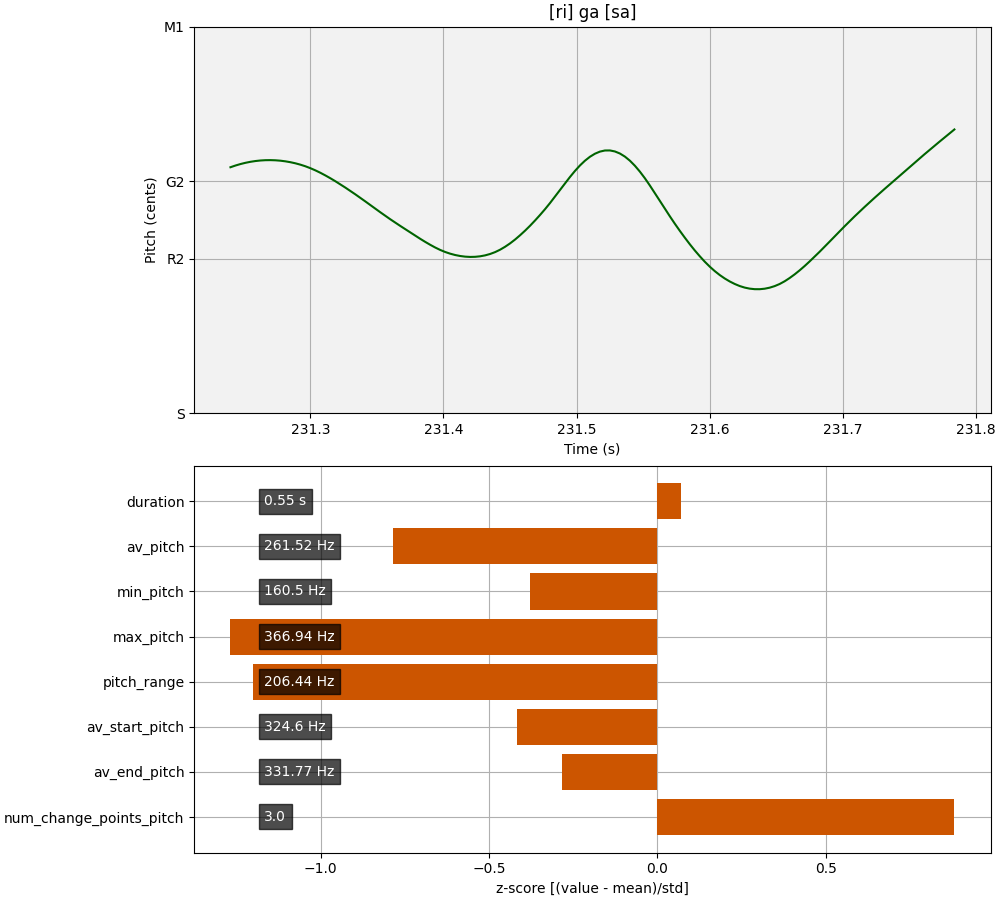 [ri] ga [sa]
M1
G2
R2
S
Pitch (cents)
231.3 231.4 231.5 231.6 231.7 231.8
Time (s)
duration 0.55 s
av_pitch 261.52 Hz
min_pitch 160.5 Hz
max_pitch 366.94 Hz
pitch_range 206.44 Hz
av_start_pitch 324.6 Hz
av_end_pitch 331.77 Hz
num_change_points_pitch 3.0
−1.0 −0.5 0.0 0.5
z-score [(value - mean)/std]